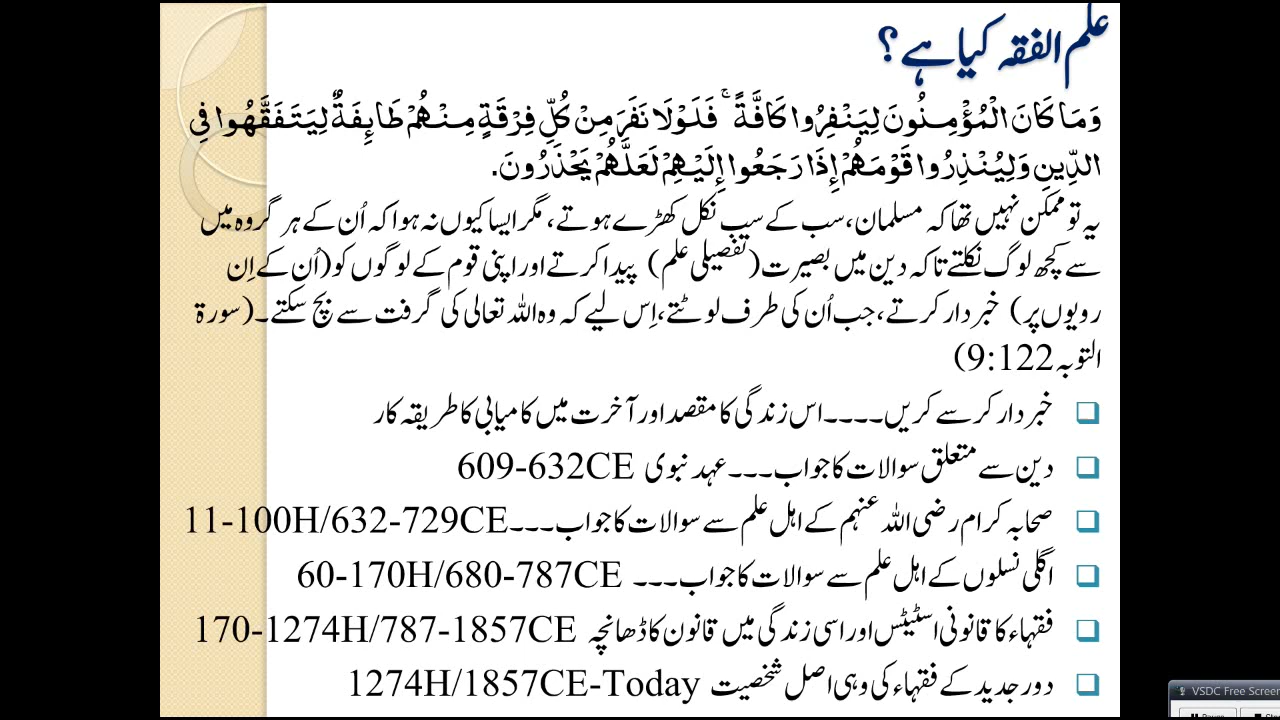 علم الفقہ کیا ہے؟
وَمَا كَانَ الْمُؤْمِنُونَ لِيَنْفِرُوا كَافَّةً ۚ فَلَوْلَا نَفَرَ مِنْ كُلِّ فِرْقَةٍ مِنْهُمْ طَائِفَةٌ لِيَتَفَقَّهُوا فِي
الدِّينِ وَلِيُنْذِرُوا قَوْمَهُمْ إِذَا رَجَعُوا إِلَيْهِمْ لَعَلَّهُمْ يَحْذَرُونَ.
یہ تو ممکن نہیں تھا کہ مسلمان، سب کے سب نکل کھڑے ہوتے، مگر ایسا کیوں نہ ہوا کہ اُن کے ہر گروہ میں
سے کچھ لوگ نکلتے تاکہ دین میں بصیرت (تفصیلی علم) پیدا کرتے اور اپنی قوم کے لوگوں کو (اُن کے اِن
رویوں پر) خبردار کرتے، جب اُن کی طرف لوٹتے، اِس لیے کہ وہ اللہ تعالی کی گرفت سے بچ سکتے۔ (سورۃ
التوبہ 9:122)
❑ خبردار کر سے کریں۔۔۔۔ اس زندگی کا مقصد اور آخرت میں کامیابی کا طریقہ کار
❑ دین سے متعلق سوالات کا جواب۔۔۔ عہد نبوی 609-632CE
❑ صحابہ کرام رضی اللہ عنہم کے اہل علم سے سوالات کا جواب۔۔۔ 11-100H/632-729CE
❑ اگلی نسلوں کے اہل علم سے سوالات کا جواب۔۔۔ 60-170H/680-787CE
❑ فقہاء کا قانونی اسٹیٹس اور اسی زندگی میں قانون کا ڈھانچہ 170-1274H/787-1857CE
❑ دور جدید کے فقہاء کی وہی اصل شخصیت 1274H/1857CE-Today
VSDC Free Screen